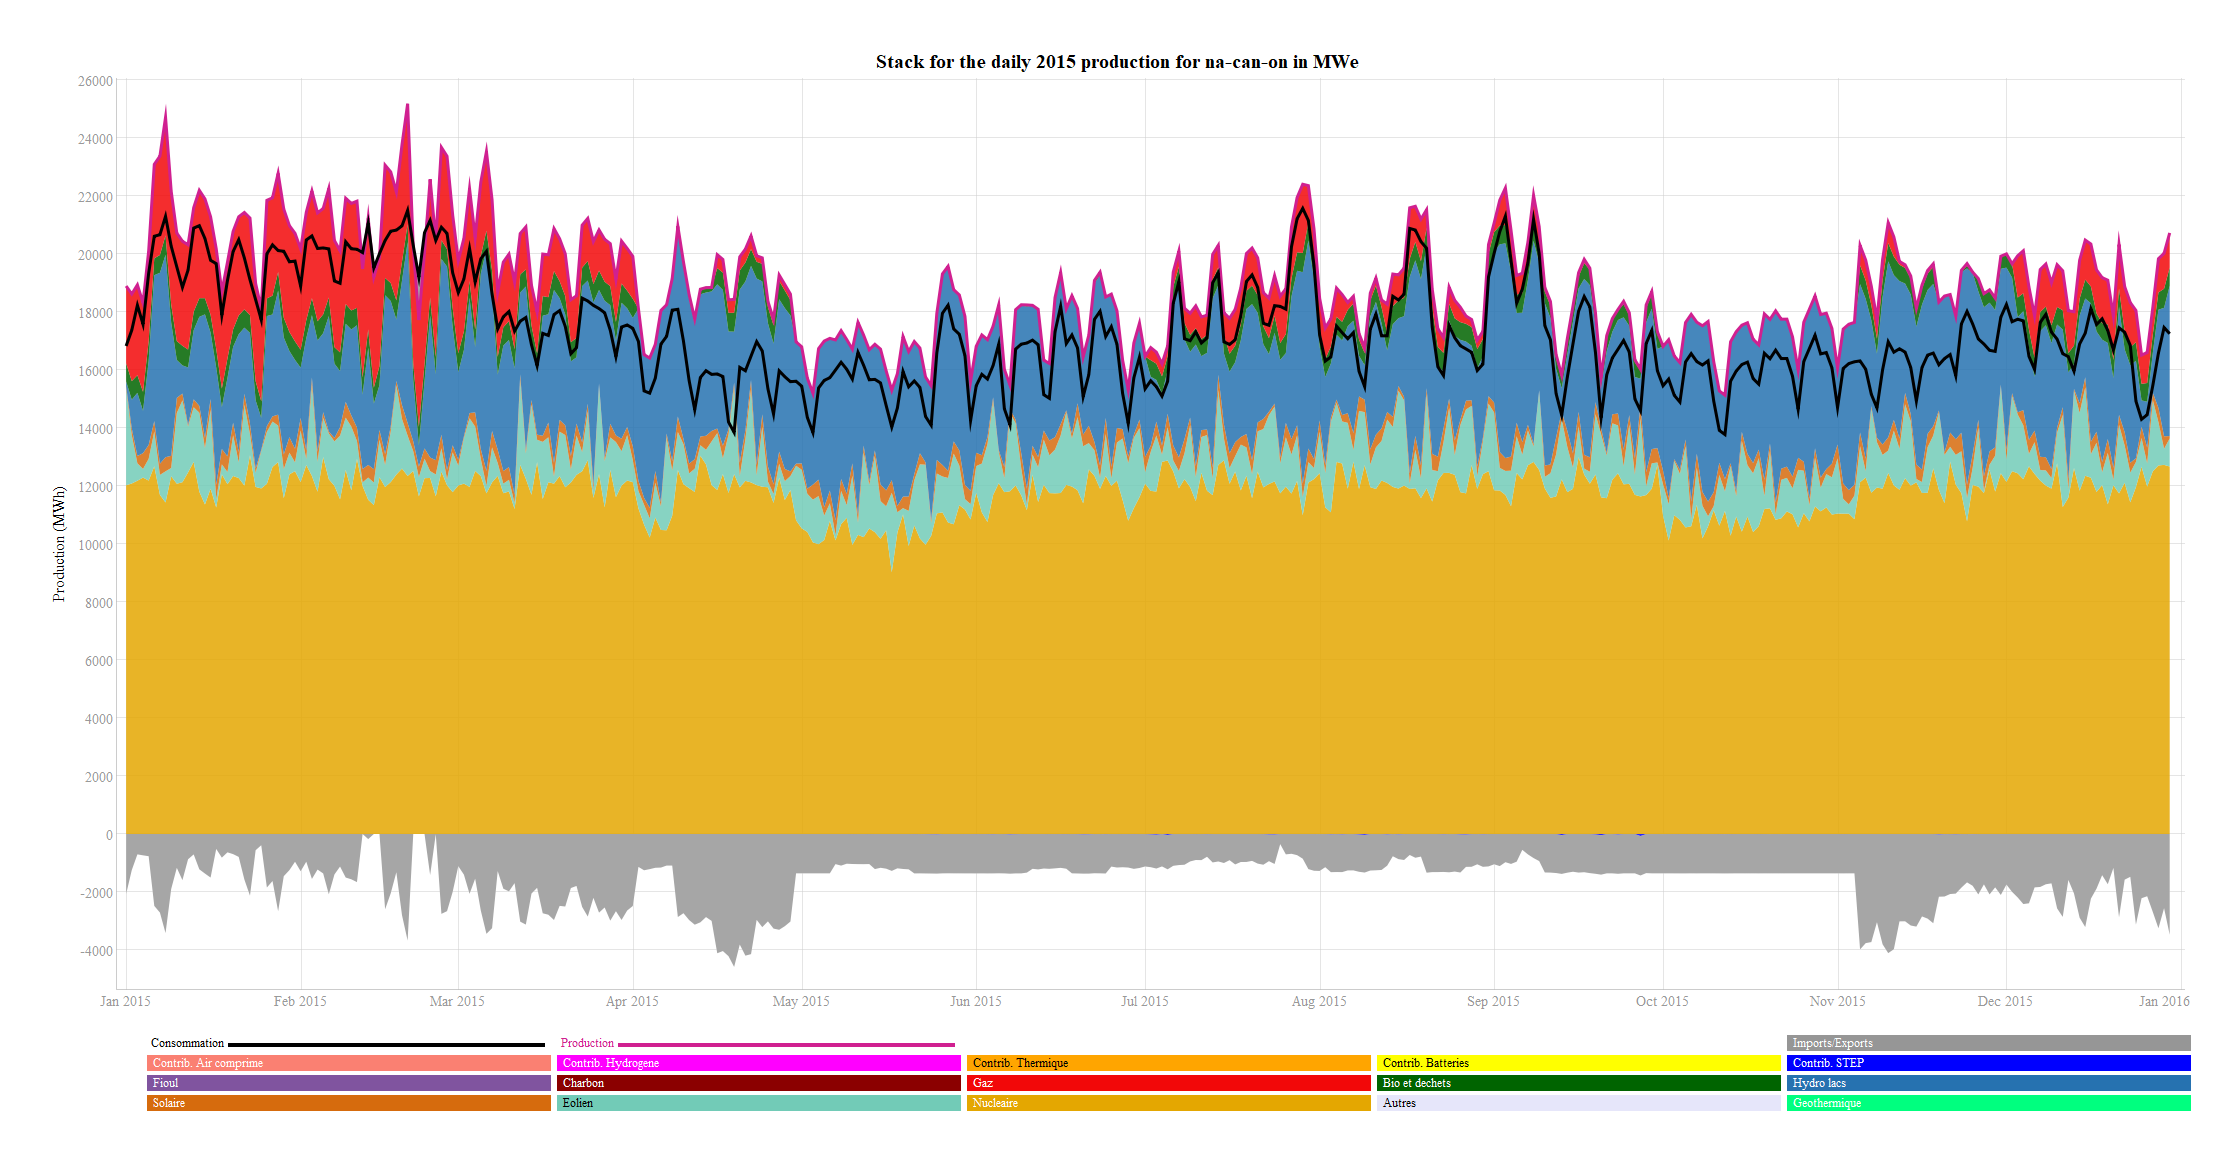 Stack for the daily 2015 production for na-can-on in MWe
26000
24000
22000
20000
18000
16000
14000
12000
10000
8000
6000
4000
2000
0
-2000
-4000
Production (MWh)
Jan 2015 Feb 2015 Mar 2015 Apr 2015 May 2015 Jun 2015 Jul 2015 Aug 2015 Sep 2015 Oct 2015 Nov 2015 Dec 2015 Jan 2016
Consommation Production Imports/Exports
Contrib. Air comprime Contrib. Hydrogene Contrib. Thermique Contrib. Batteries Contrib. STEP
Fioul Charbon Gaz Bio et dechets Hydro lacs
Solaire Eolien Nucleaire Autres Geothermique